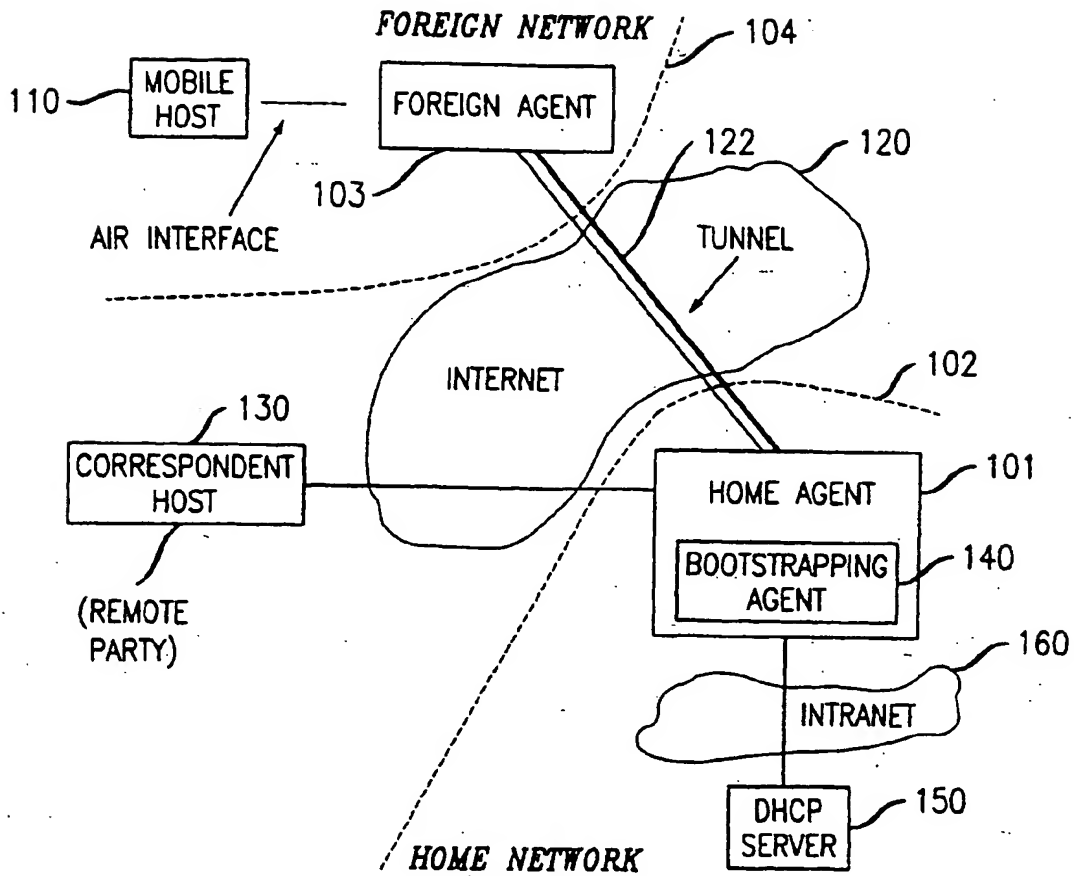 FOREIGN NETWORK
104
110
MOBILE
HOST
FOREIGN AGENT
122
120
103
AIR INTERFACE
TUNNEL
INTERNET
102
130
CORRESPONDENT
HOST
HOME AGENT
101
BOOTSTRAPPING
AGENT
140
(REMOTE
PARTY)
160
INTRANET
DHCP
SERVER
150
HOME NETWORK